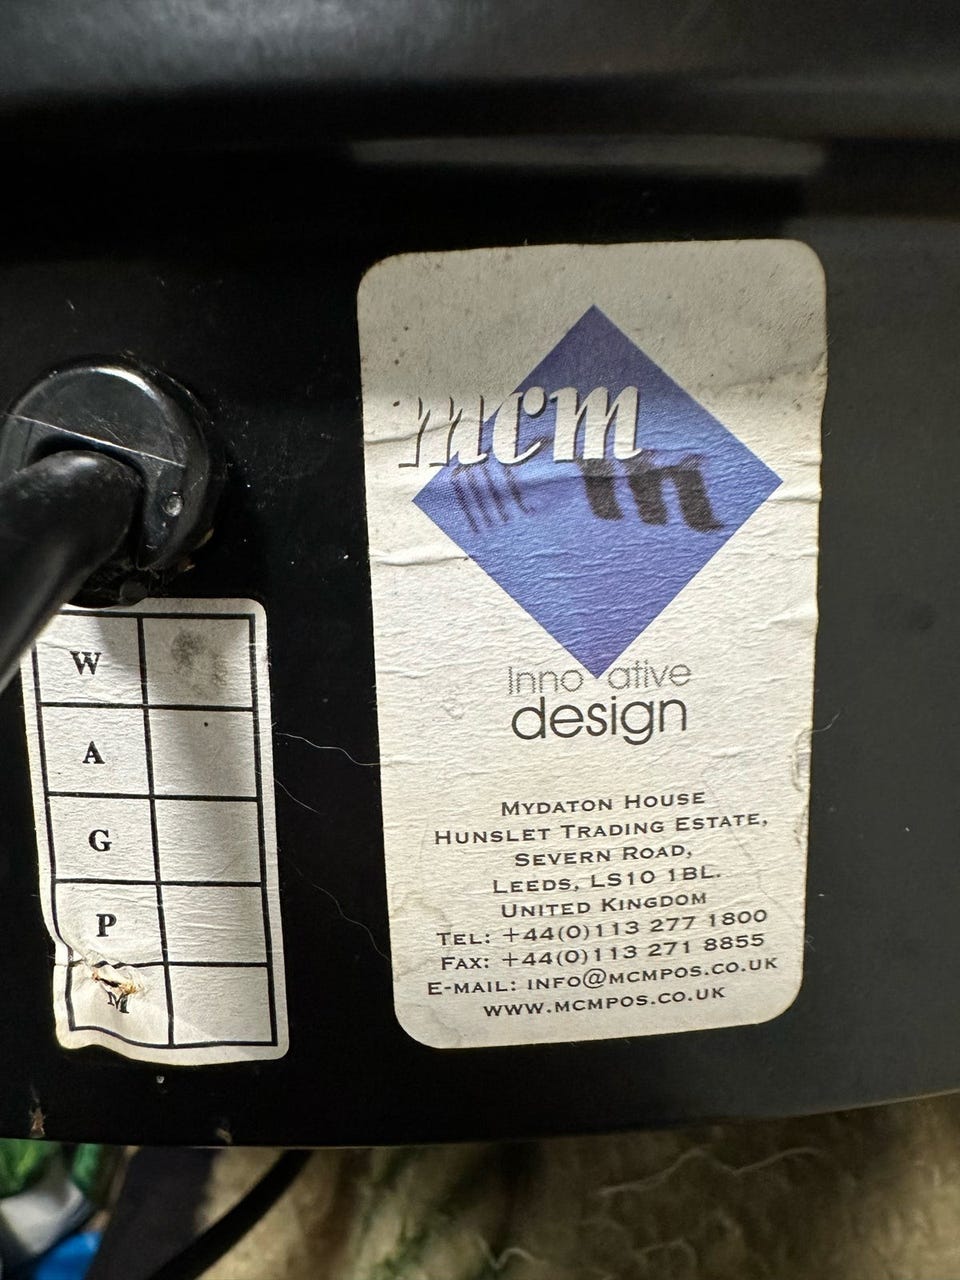 mcm
Inno ative
design
MYDATON HOUSE
HUNSLET TRADING ESTATE,
SEVERN ROAD,
LEEDS, LS10 1BL.
UNITED KINGDOM
TEL: +44(0)113 277 1800
FAX: +44(0)113 271 8855
E-MAIL: INFO@MCMPOS.CO.UK
WWW.MCMPOS.CO.UK
W
A
G
P
M